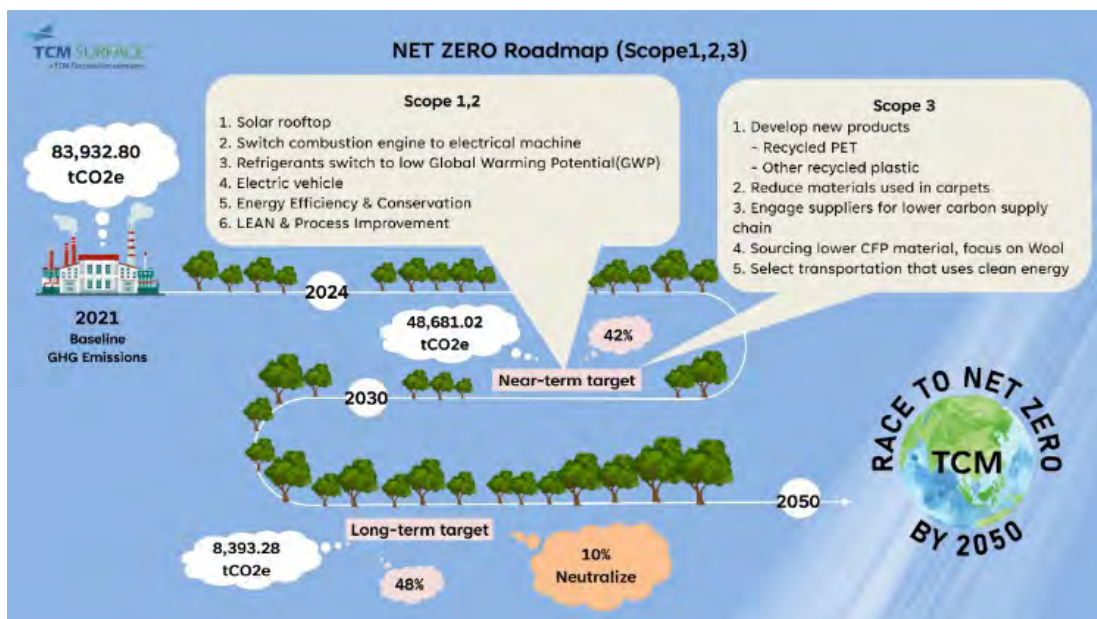 TCM SURFACE
a TCM Corporation company
NET ZERO Roadmap (Scope1,2,3)
Scope 1,2
1. Solar rooftop
2. Switch combustion engine to electrical machine
3. Refrigerants switch to low Global Warming Potential(GWP)
4. Electric vehicle
5. Energy Efficiency & Conservation
6. LEAN & Process Improvement
Scope 3
1. Develop new products
- Recycled PET
- Other recycled plastic
2. Reduce materials used in carpets
3. Engage suppliers for lower carbon supply
chain
4. Sourcing lower CFP material, focus on Wool
5. Select transportation that uses clean energy
83,932.80
tCO2e
2021
Baseline
GHG Emissions
2024
48,681.02
tCO2e
42%
Near-term target
2030
RACE TO NET ZERO
TCM
BY 2050
2050
Long-term target
8,393.28
tCO2e
48%
10%
Neutralize